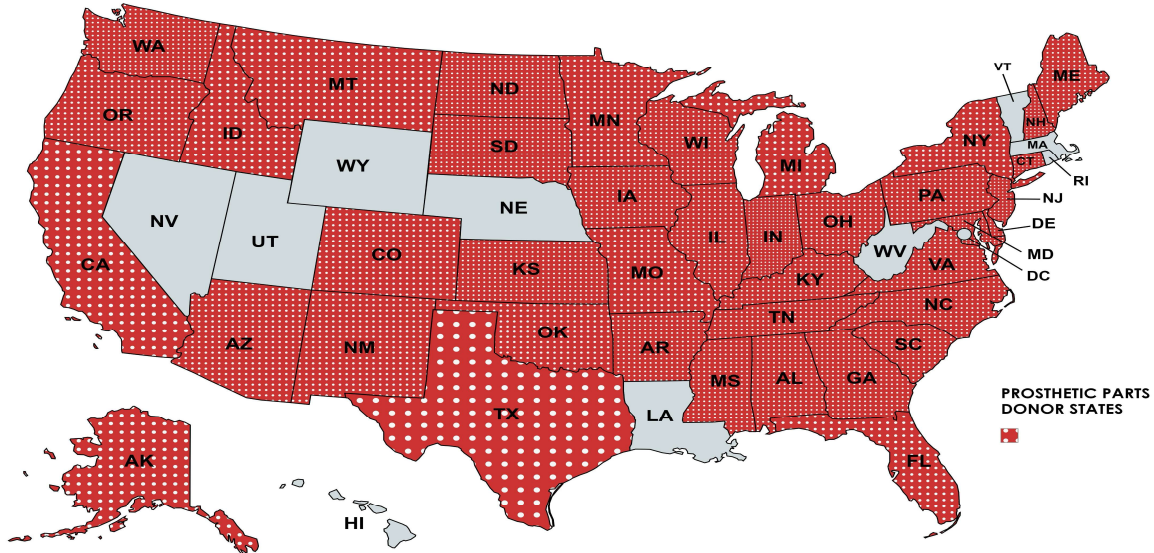 WA
MT
ND
MN
OR
ID
SD
WI
WY
MI
NY
ME
VT
NH
MA
CT
RI
NV
UT
NE
IA
PA
NJ
CO
IL
IN
OH
DE
CA
KS
MO
WV
VA
MD
DC
KY
AZ
NM
OK
AR
TN
NC
SC
MS
AL
GA
TX
LA
FL
AK
HI
PROSTHETIC PARTS
DONOR STATES